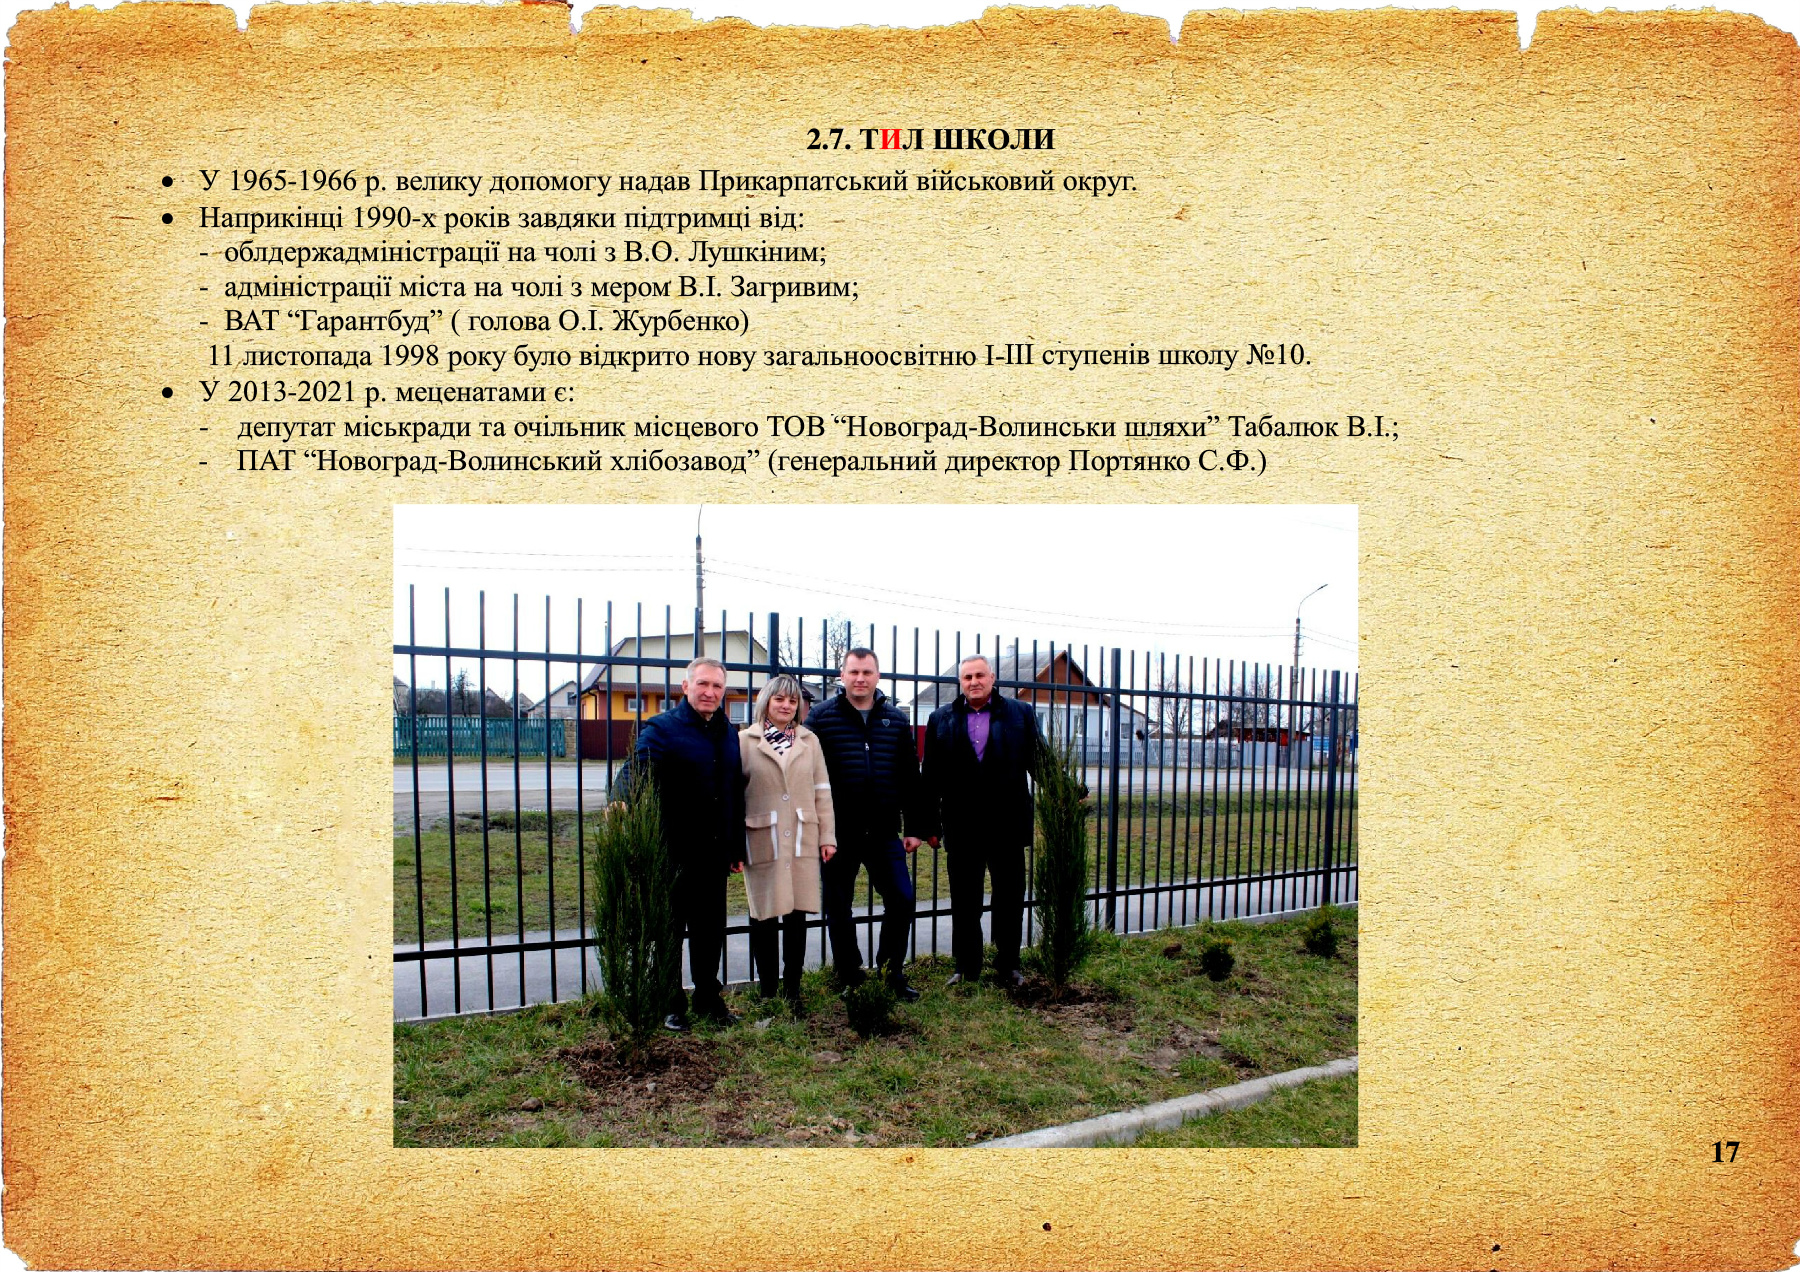 2.7. ТИЛ ШКОЛИ
• У 1965-1966 р. велику допомогу надав Прикарпатський військовий округ.
• Наприкінці 1990-х років завдяки підтримці від:
- облдержадміністрації на чолі з В.О. Лушкіним;
- адміністрації міста на чолі з мером В.І. Загривим;
- ВАТ “Гарантбуд” ( голова О.І. Журбенко)
11 листопада 1998 року було відкрито нову загальноосвітню І-ІІІ ступенів школу №10.
• У 2013-2021 р. меценатами є:
- депутат міськради та очільник місцевого ТОВ “Новоград-Волинськи шляхи” Табалюк В.І.;
- ПАТ “Новоград-Волинський хлібозавод” (генеральний директор Портянко С.Ф.)
17